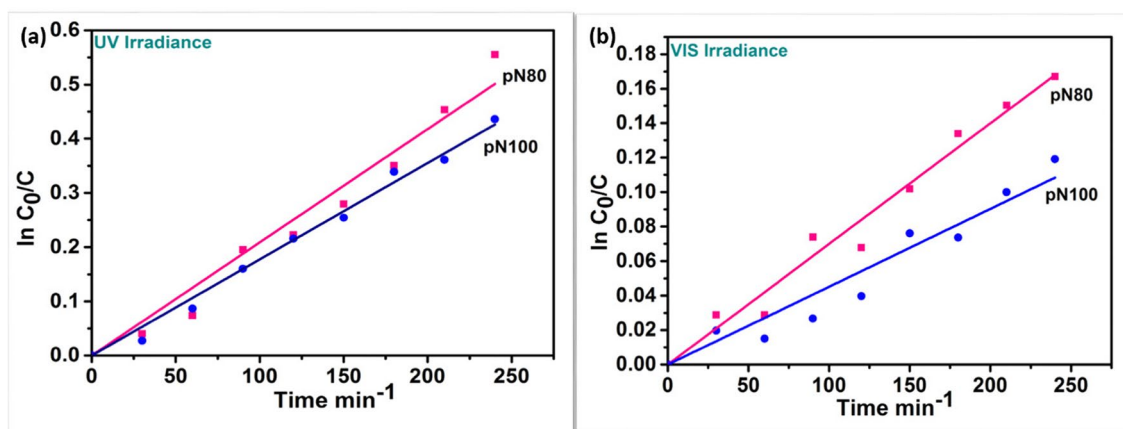 (a)
UV Irradiance
0.6
0.5
0.4
0.3
0.2
0.1
0.0
ln C0/C
pN80
pN100
0 50 100 150 200 250
Time min-1
(b)
VIS Irradiance
0.18
0.16
0.14
0.12
0.10
0.08
0.06
0.04
0.02
0.00
ln C0/C
pN80
pN100
0 50 100 150 200 250
Time min-1